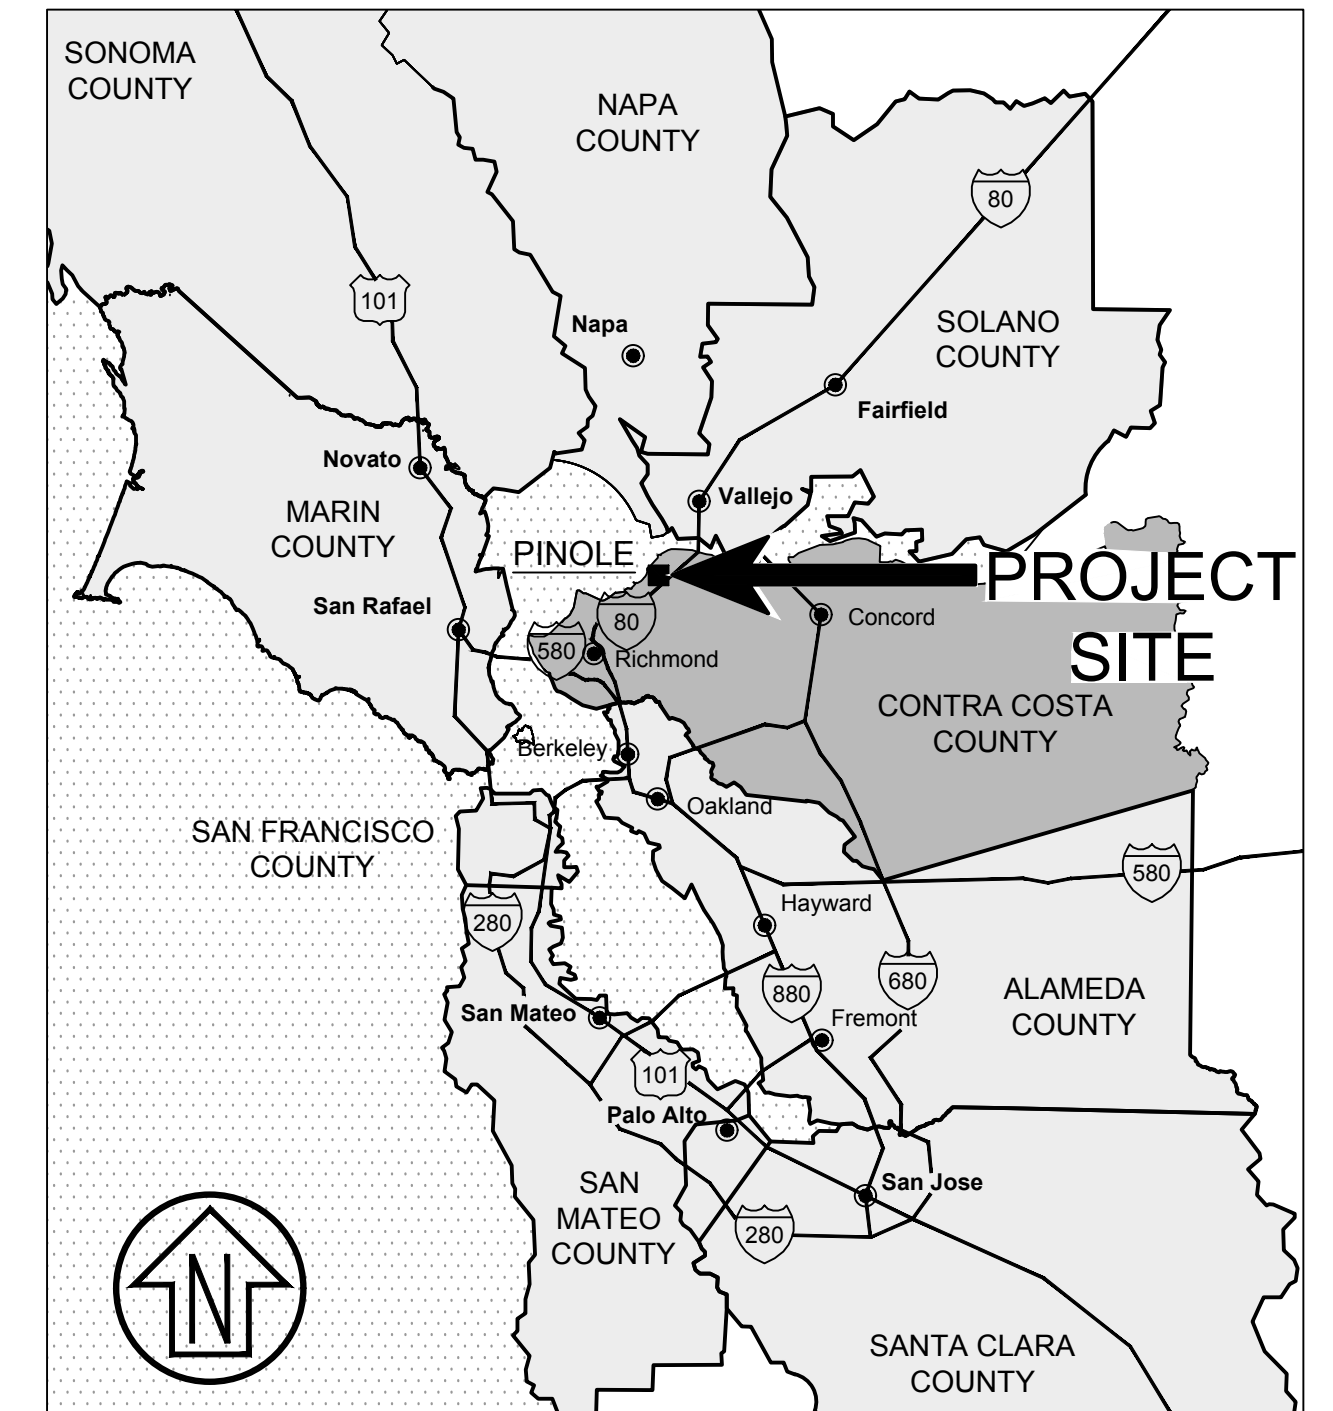 SONOMA
COUNTY
NAPA
COUNTY
80
101
Napa
SOLANO
COUNTY
Fairfield
Novato
Vallejo
MARIN
COUNTY
PINOLE
PROJECT
SITE
San Rafael
80
Concord
580
Richmond
CONTRA COSTA
COUNTY
Berkeley
Oakland
SAN FRANCISCO
COUNTY
580
Hayward
280
680
880
ALAMEDA
COUNTY
San Mateo
Fremont
101
Palo Alto
San Jose
SAN
MATEO
COUNTY
280
N
SANTA CLARA
COUNTY